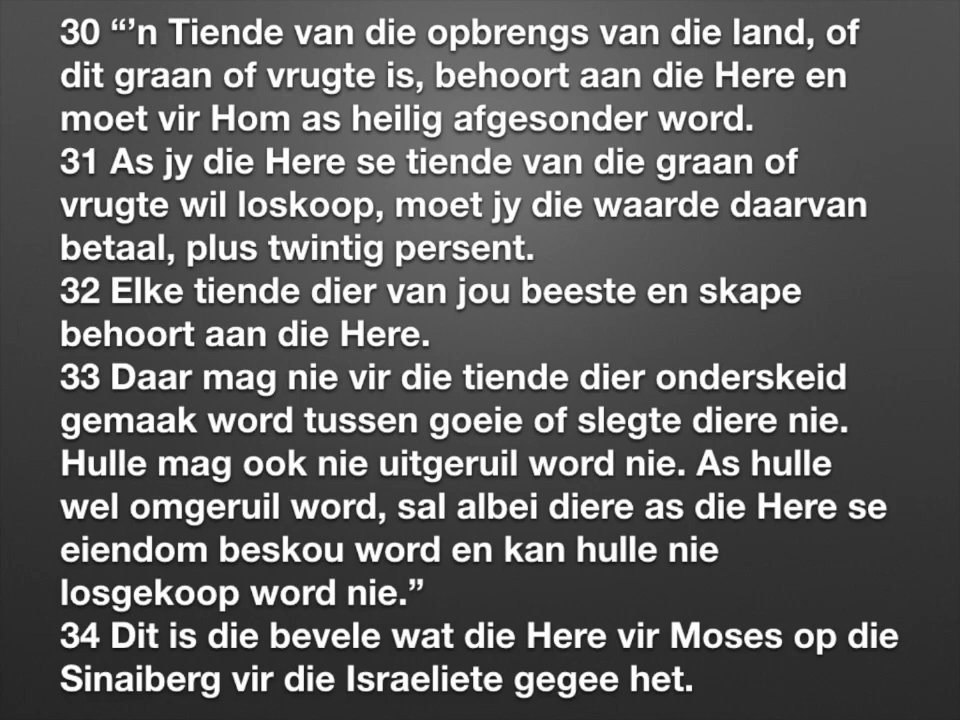 30 “’n Tiende van die opbrengs van die land, of
dit graan of vrugte is, behoort aan die Here en
moet vir Hom as heilig afgesonder word.
31 As jy die Here se tiende van die graan of
vrugte wil loskoop, moet jy die waarde daarvan
betaal, plus twintig persent.
32 Elke tiende dier van jou beeste en skape
behoort aan die Here.
33 Daar mag nie vir die tiende dier onderskeid
gemaak word tussen goeie of slegte diere nie.
Hulle mag ook nie uitgeruil word nie. As hulle
wel omgeruil word, sal albei diere as die Here se
eiendom beskou word en kan hulle nie
losgekoop word nie.”
34 Dit is die bevele wat die Here vir Moses op die
Sinaiberg vir die Israeliete gegee het.